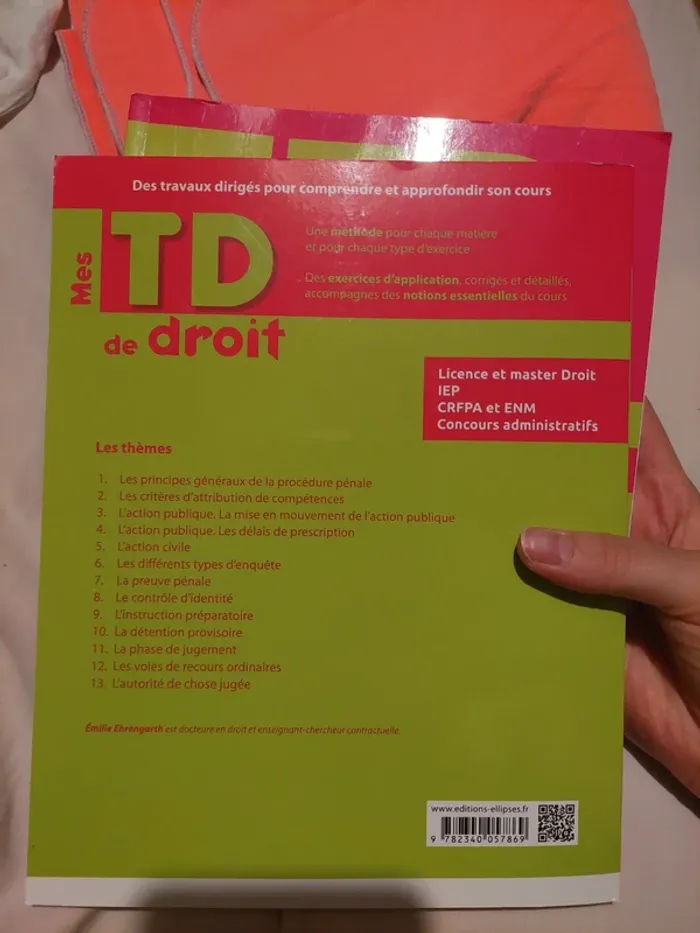 Des travaux dirigés pour comprendre et approfondir son cours
Mes
TD
de droit
Une méthode pour chaque matière
et pour chaque type d'exercice
Des exercices d'application, corrigés et détaillés,
accompagnés des notions essentielles du cours
Licence et master Droit
IEP
CRFPA et ENM
Concours administratifs
Les thèmes
1. Les principes généraux de la procédure pénale
2. Les critères d'attribution de compétences
3. L'action publique. La mise en mouvement de l'action publique
4. L'action publique. Les délais de prescription
5. L'action civile
6. Les différents types d'enquête
7. La preuve pénale
8. Le contrôle d'identité
9. L'instruction préparatoire
10. La détention provisoire
11. La phase de jugement
12. Les voies de recours ordinaires
13. L'autorité de chose jugée
Émilie Ehrengarth est docteure en droit et enseignant-chercheur contractuelle.
www.editions-ellipses.fr
9 782340 057869